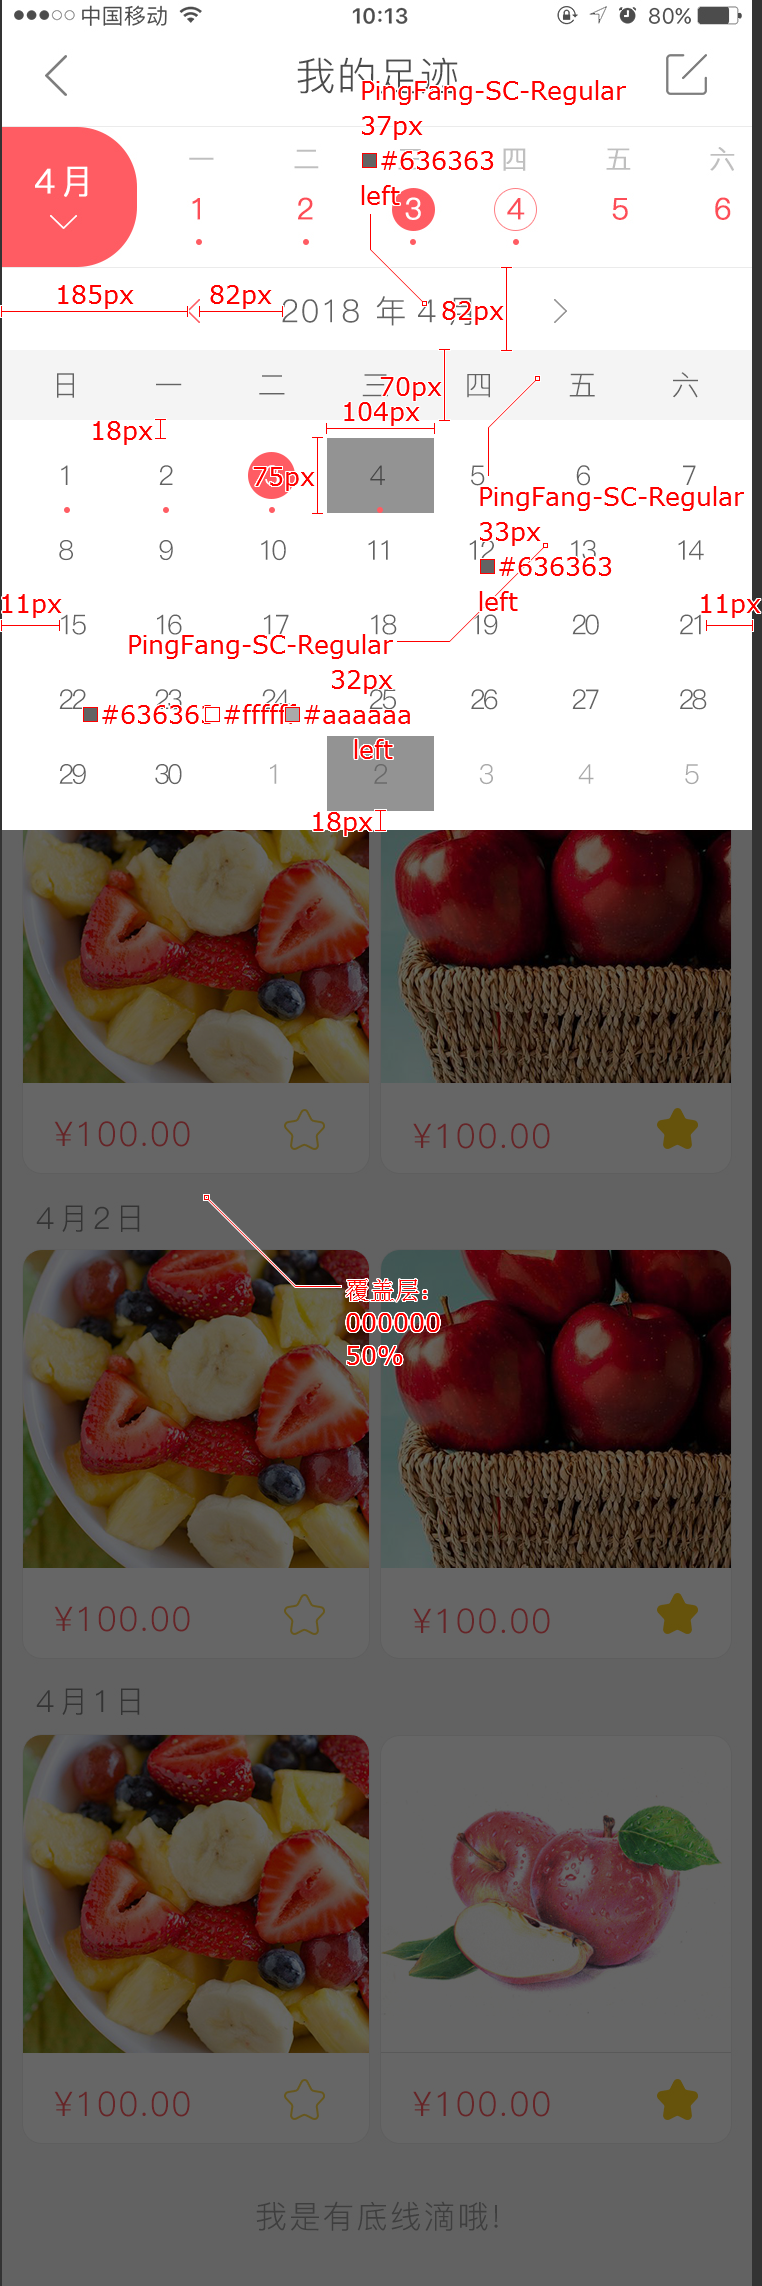 中国移动 10:13 80%
我的足迹
PingFang-SC-Regular
37px
#636363
left
4月
一 二 三 四 五 六
1 2 3 4 5 6
185px 82px 82px
2018 年 4 月
日 一 二 三 四 五 六
70px
104px
18px
75px
1 2 4 5 6 7
PingFang-SC-Regular
33px
#636363
left
8 9 10 11 12 13 14
11px 11px
15 16 17 18 19 20 21
PingFang-SC-Regular
32px
#636363 #ffffff #aaaaaa
left
22 23 24 25 26 27 28
29 30 1 2 3 4 5
18px
¥100.00 ¥100.00
4月2日
覆盖层:
000000
50%
¥100.00 ¥100.00
4月1日
¥100.00 ¥100.00
我是有底线滴哦!